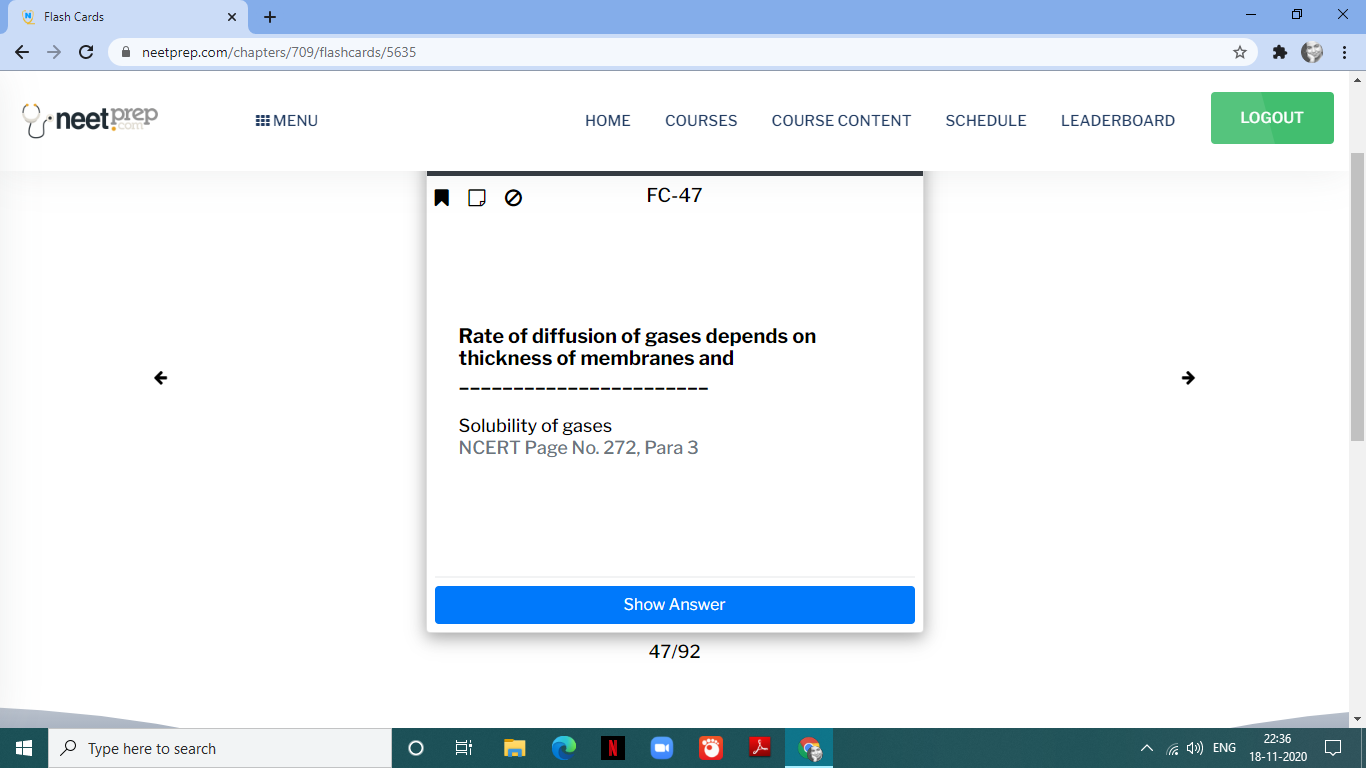 Flash Cards
neetprep.com/chapters/709/flashcards/5635
neetprep
.com
MENU
HOME
COURSES
COURSE CONTENT
SCHEDULE
LEADERBOARD
LOGOUT
FC-47
Rate of diffusion of gases depends on
thickness of membranes and
_______________________
Solubility of gases
NCERT Page No. 272, Para 3
Show Answer
47/92
Type here to search
N
ENG
22:36
18-11-2020